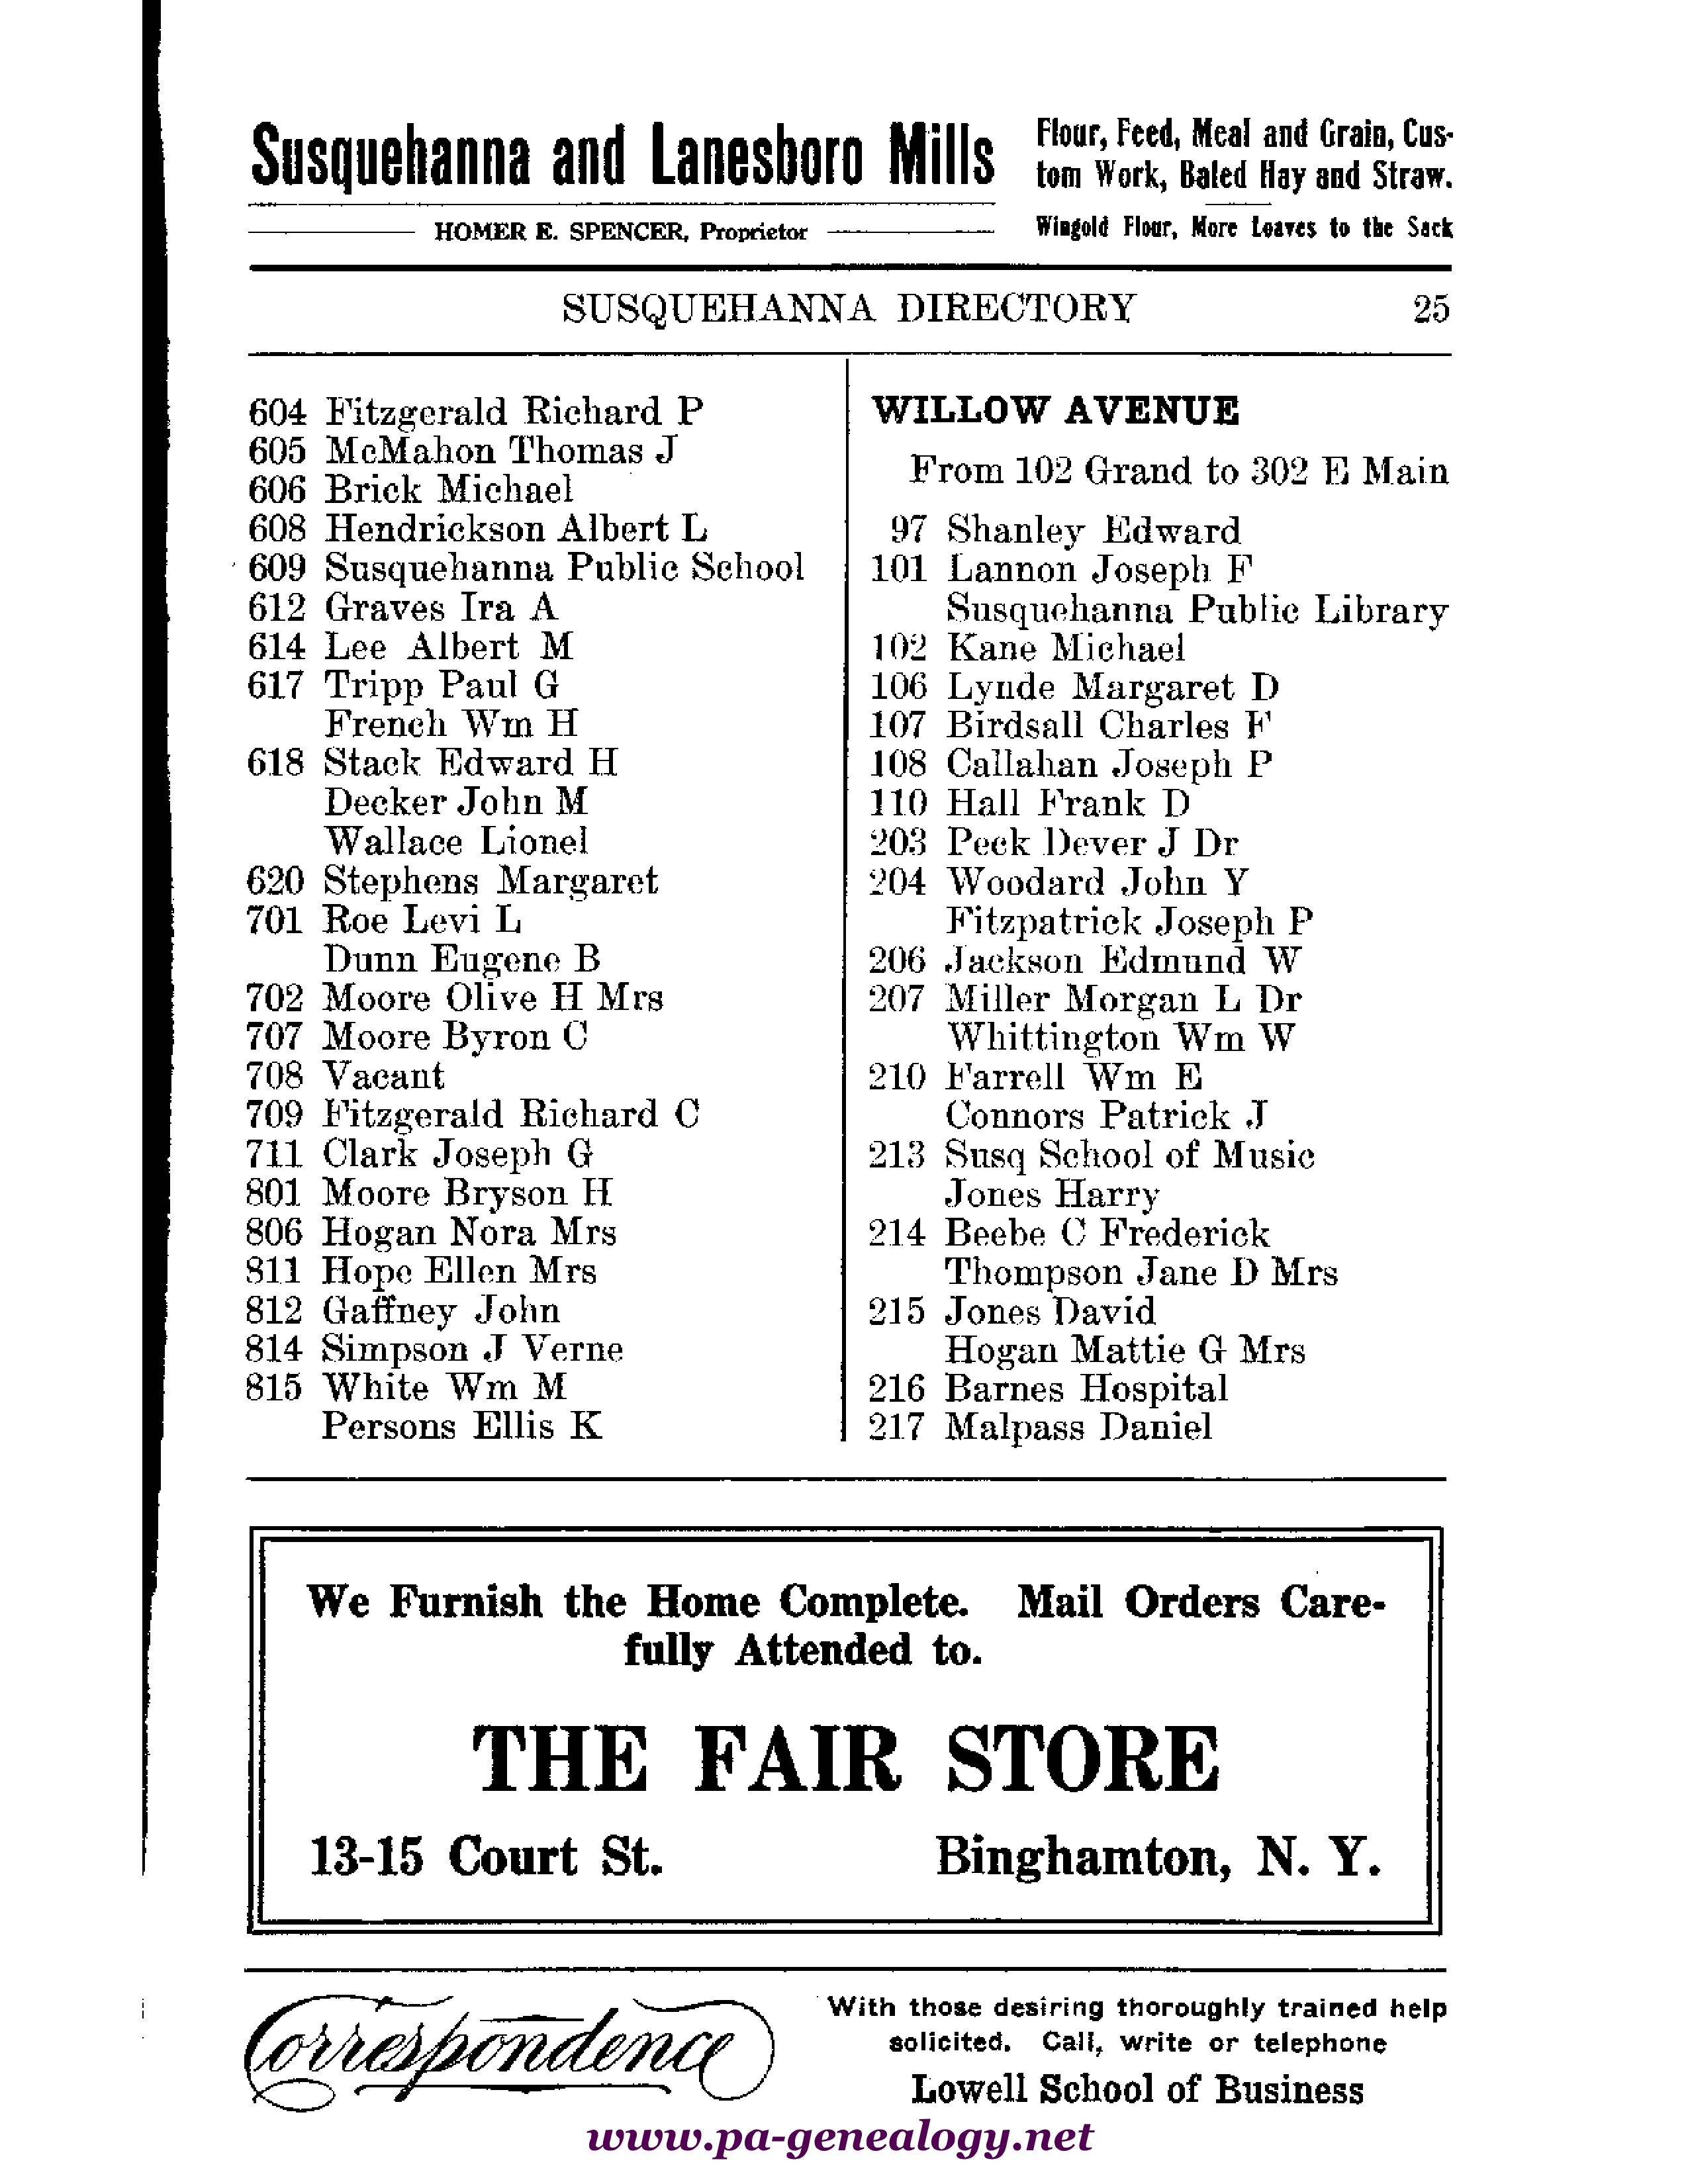 Susquehanna and Lanesboro Mills
HOMER E. SPENCER, Proprietor
Flour, Feed, Meal and Grain, Cus-
tom Work, Baled Hay and Straw.
Wingold Flour, More Loaves to the Sack
SUSQUEHANNA DIRECTORY 25
604 Fitzgerald Richard P
605 McMahon Thomas J
606 Brick Michael
608 Hendrickson Albert L
609 Susquehanna Public School
612 Graves Ira A
614 Lee Albert M
617 Tripp Paul G
French Wm H
618 Stack Edward H
Decker John M
Wallace Lionel
620 Stephens Margaret
701 Roe Levi L
Dunn Eugene B
702 Moore Olive H Mrs
707 Moore Byron C
708 Vacant
709 Fitzgerald Richard C
711 Clark Joseph G
801 Moore Bryson H
806 Hogan Nora Mrs
811 Hope Ellen Mrs
812 Gaffney John
814 Simpson J Verne
815 White Wm M
Persons Ellis K
WILLOW AVENUE
From 102 Grand to 302 E Main
97 Shanley Edward
101 Lannon Joseph F
Susquehanna Public Library
102 Kane Michael
106 Lynde Margaret D
107 Birdsall Charles F
108 Callahan Joseph P
110 Hall Frank D
203 Peck Dever J Dr
204 Woodard John Y
Fitzpatrick Joseph P
206 Jackson Edmund W
207 Miller Morgan L Dr
Whittington Wm W
210 Farrell Wm E
Connors Patrick J
213 Susq School of Music
Jones Harry
214 Beebe C Frederick
Thompson Jane D Mrs
215 Jones David
Hogan Mattie G Mrs
216 Barnes Hospital
217 Malpass Daniel
We Furnish the Home Complete. Mail Orders Care-
fully Attended to.
THE FAIR STORE
13-15 Court St. Binghamton, N. Y.
Correspondence
With those desiring thoroughly trained help
solicited. Call, write or telephone
Lowell School of Business
www.pa-genealogy.net